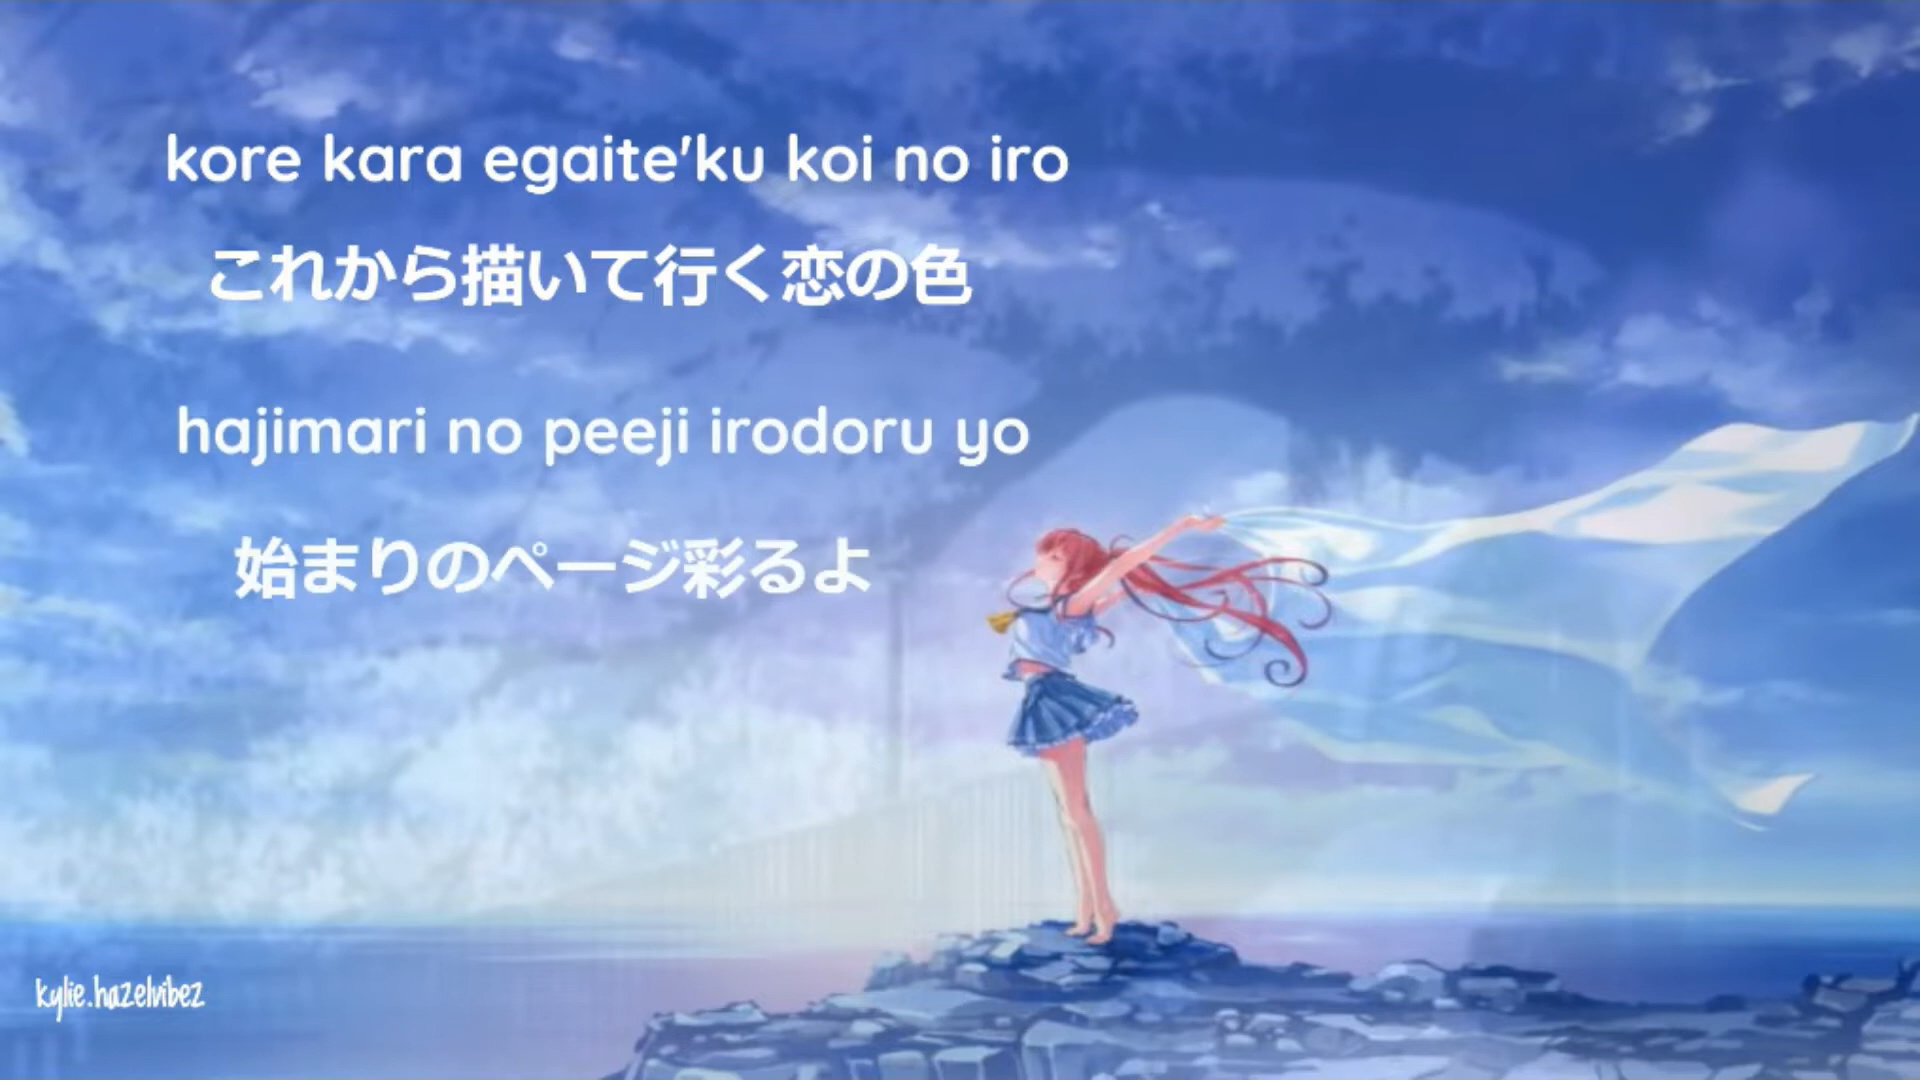 kore kara egaite'ku koi no iro
これから描いて行く恋の色
hajimari no peeji irodoru yo
始まりのページ彩るよ
kylie.hazelvibez